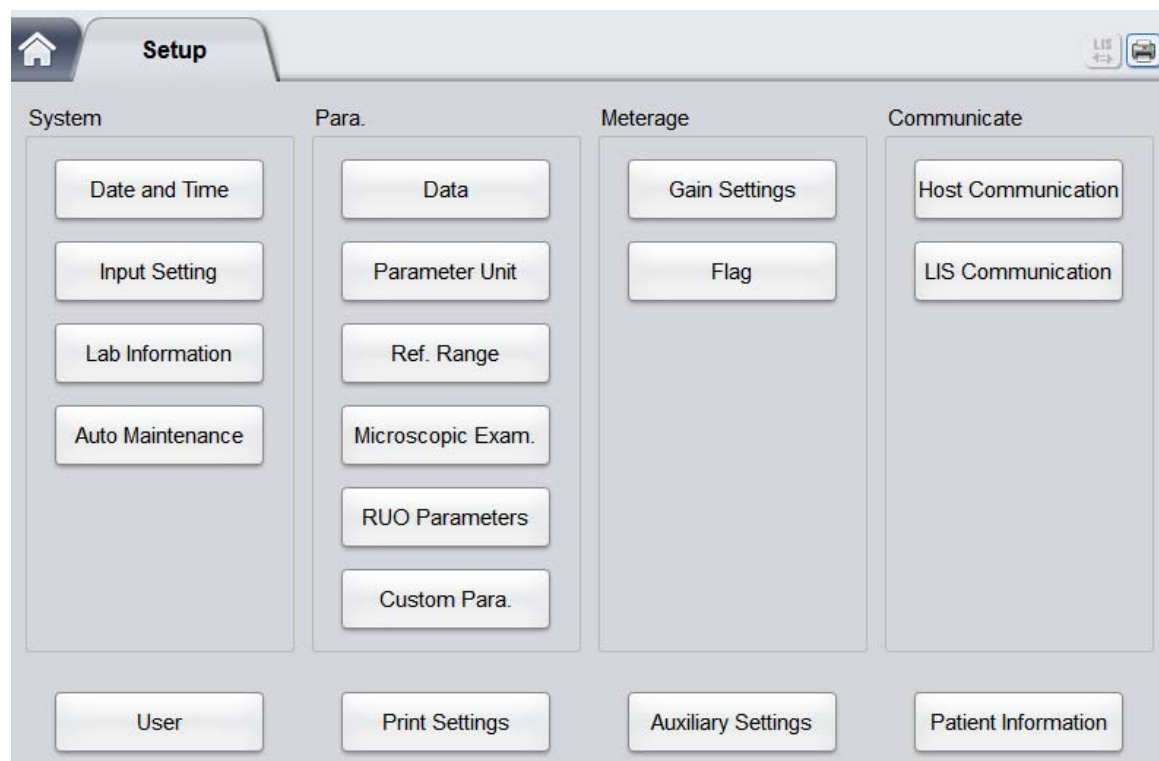 Setup
LIS
System
Para.
Meterage
Communicate
Date and Time
Data
Gain Settings
Host Communication
Input Setting
Parameter Unit
Flag
LIS Communication
Lab Information
Ref. Range
Auto Maintenance
Microscopic Exam.
RUO Parameters
Custom Para.
User
Print Settings
Auxiliary Settings
Patient Information